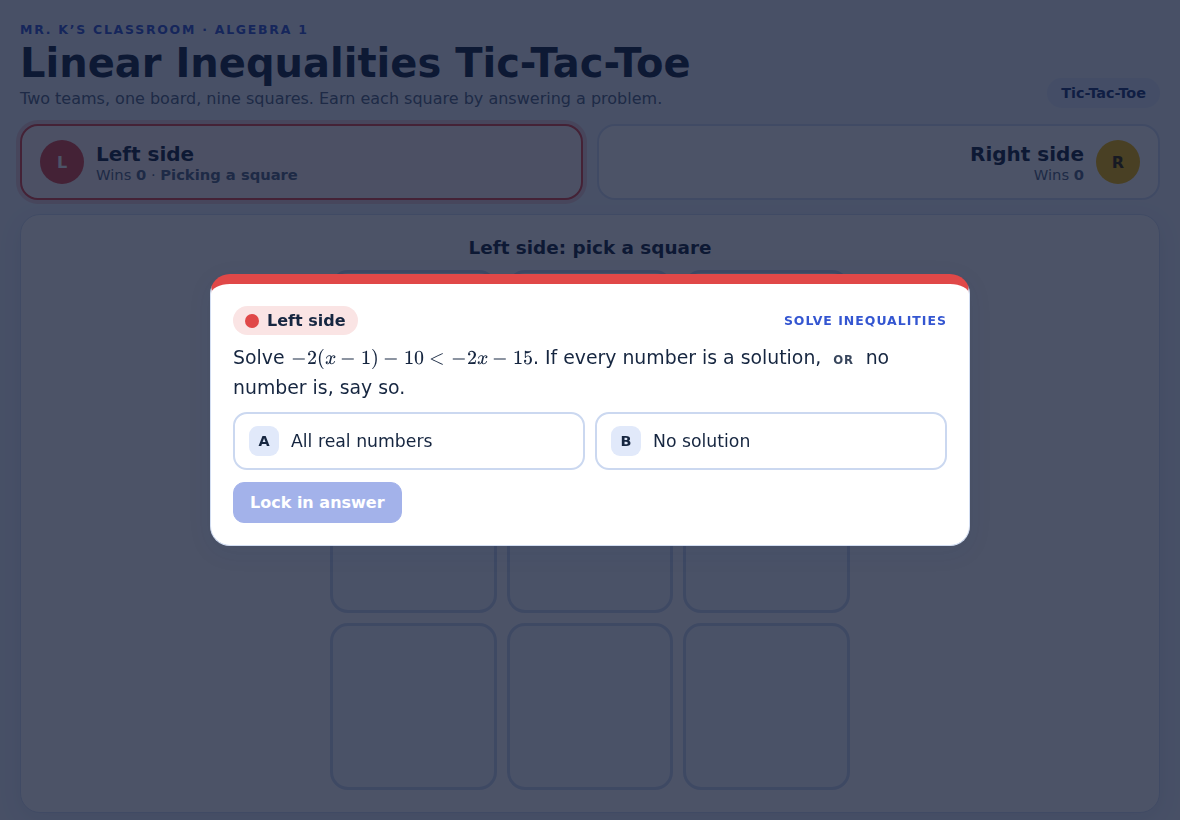 MR. K'S CLASSROOM · ALGEBRA 1
Linear Inequalities Tic-Tac-Toe
Two teams, one board, nine squares. Earn each square by answering a problem.
Tic-Tac-Toe
L
Left side
Wins 0 · Picking a square
Right side
Wins 0
R
Left side: pick a square
Left side
SOLVE INEQUALITIES
Solve −2(x − 1) − 10 < −2x − 15. If every number is a solution, OR no
number is, say so.
A All real numbers
B No solution
Lock in answer